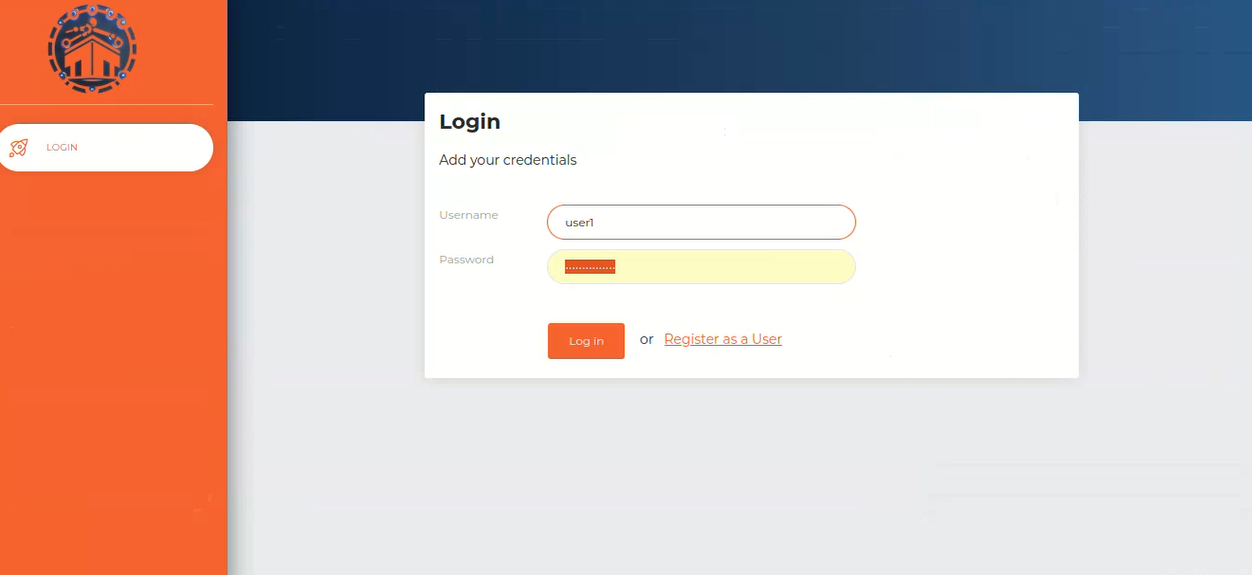 LOGIN
Login
Add your credentials
Username
user1
Password
Log in or Register as a User